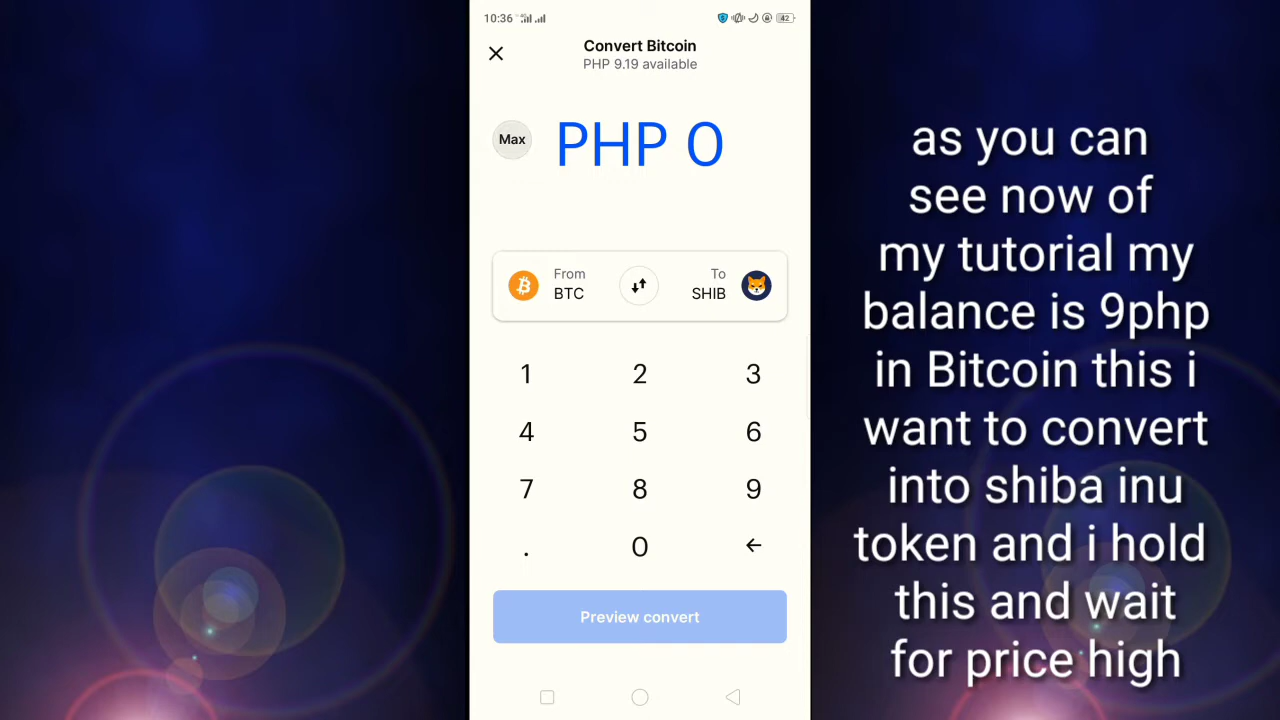 10:36
42
Convert Bitcoin
PHP 9.19 available
Max
PHP 0
From
BTC
To
SHIB
1 2 3
4 5 6
7 8 9
. 0
Preview convert
as you can
see now of
my tutorial my
balance is 9php
in Bitcoin this i
want to convert
into shiba inu
token and i hold
this and wait
for price high